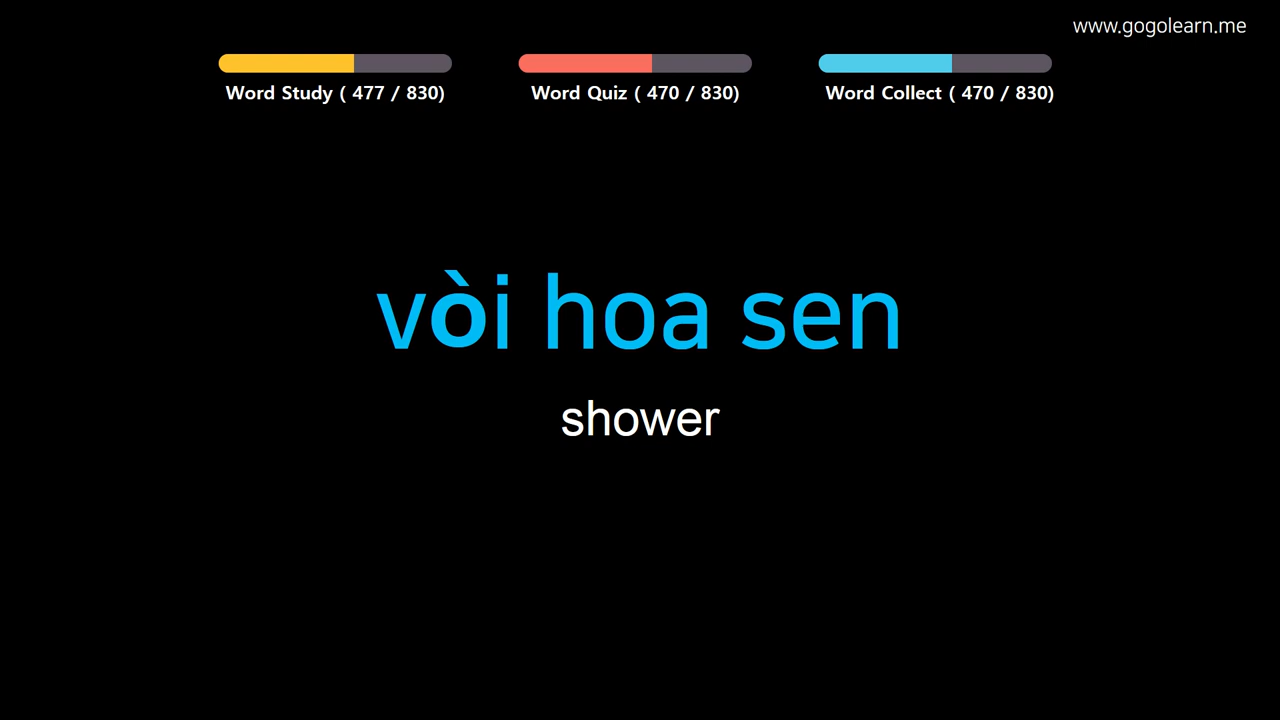 www.gogolearn.me
Word Study ( 477 / 830)
Word Quiz ( 470 / 830)
Word Collect ( 470 / 830)
vòi hoa sen
shower